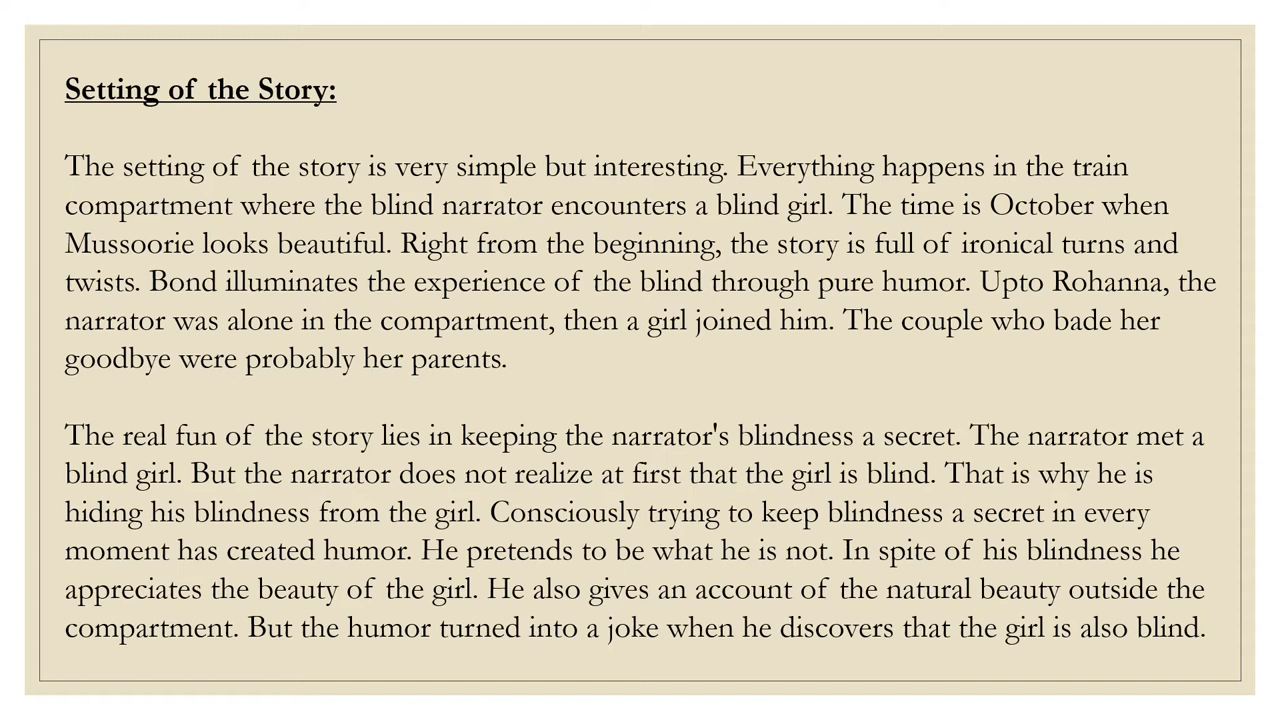 Setting of the Story:
The setting of the story is very simple but interesting. Everything happens in the train
compartment where the blind narrator encounters a blind girl. The time is October when
Mussoorie looks beautiful. Right from the beginning, the story is full of ironical turns and
twists. Bond illuminates the experience of the blind through pure humor. Upto Rohanna, the
narrator was alone in the compartment, then a girl joined him. The couple who bade her
goodbye were probably her parents.
The real fun of the story lies in keeping the narrator's blindness a secret. The narrator met a
blind girl. But the narrator does not realize at first that the girl is blind. That is why he is
hiding his blindness from the girl. Consciously trying to keep blindness a secret in every
moment has created humor. He pretends to be what he is not. In spite of his blindness he
appreciates the beauty of the girl. He also gives an account of the natural beauty outside the
compartment. But the humor turned into a joke when he discovers that the girl is also blind.